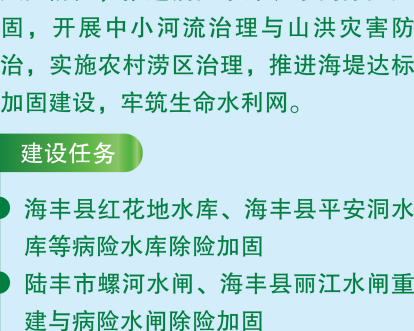 固，开展中小河流治理与山洪灾害防
治，实施农村涝区治理，推进海堤达标
加固建设，牢筑生命水利网。
建设任务
海丰县红花地水库、海丰县平安洞水
库等病险水库除险加固
陆丰市螺河水闸、海丰县丽江水闸重
建与病险水闸除险加固